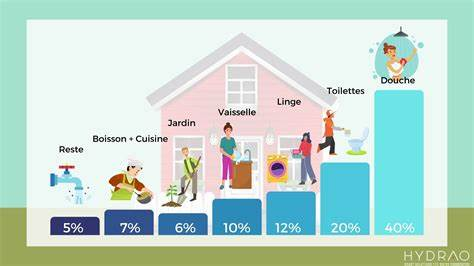 Douche
Toilettes
Linge
Vaisselle
Jardin
Boisson + Cuisine
Reste
5%
7%
6%
10%
12%
20%
40%
HYDRAO